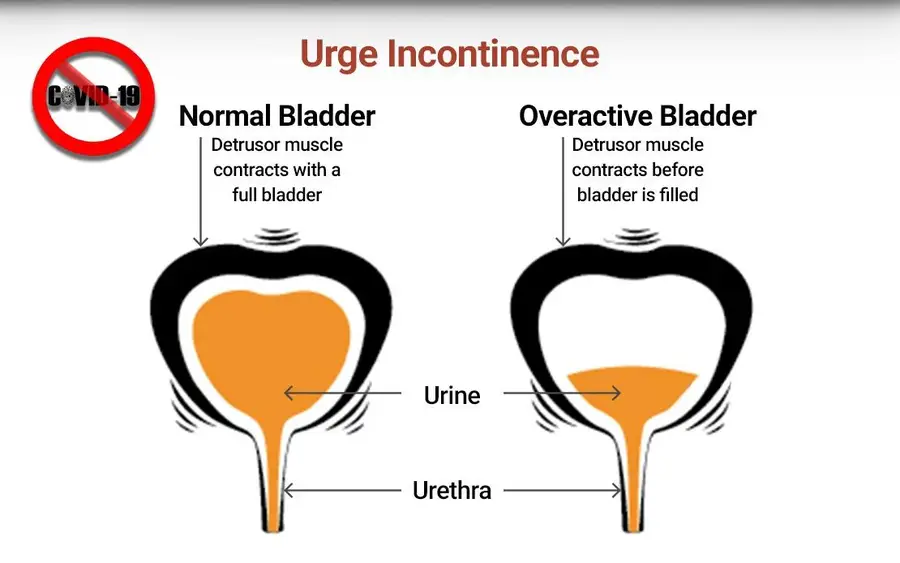 Urge Incontinence
COVID-19
Normal Bladder
Detrusor muscle
contracts with a
full bladder
Overactive Bladder
Detrusor muscle
contracts before
bladder is filled
Urine
Urethra